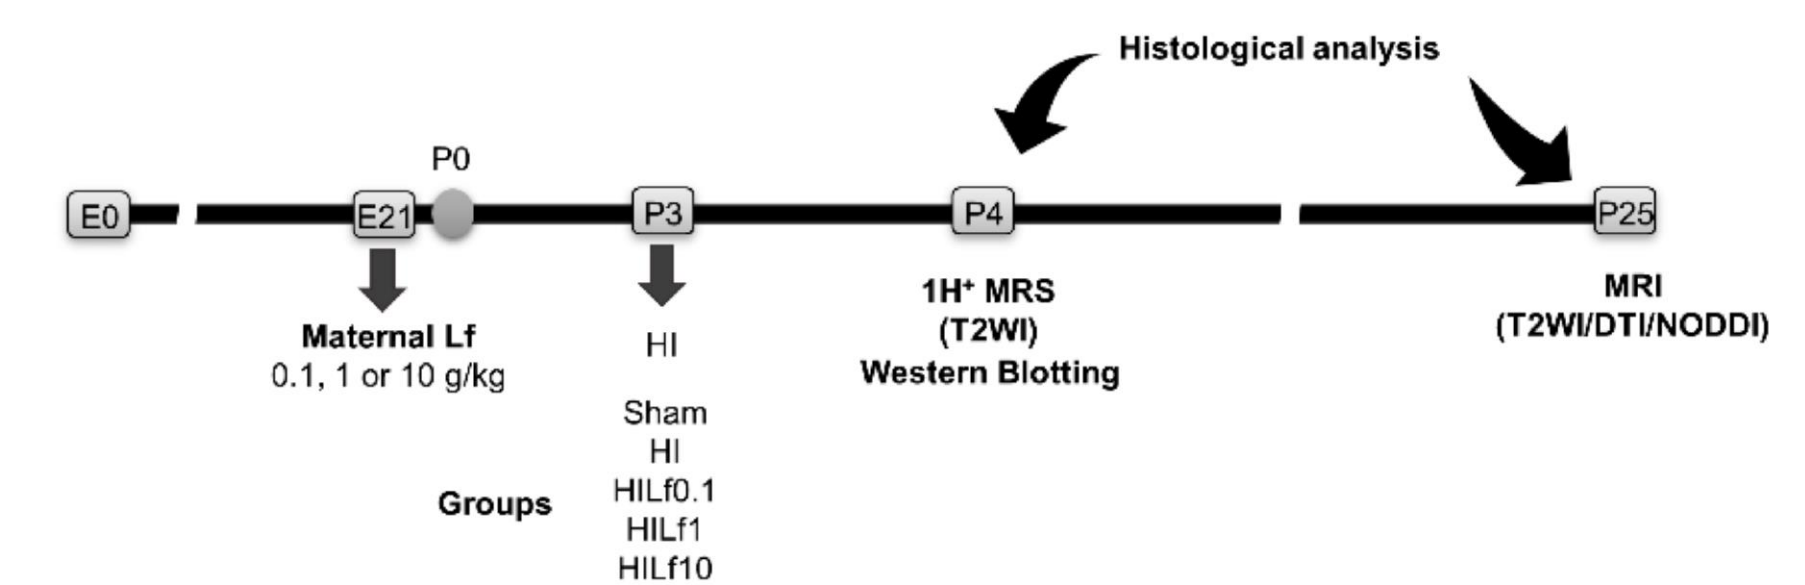 Histological analysis
P0
E0
E21
P3
P4
P25
Maternal Lf
0.1, 1 or 10 g/kg
HI
1H⁺ MRS
(T2WI)
Western Blotting
MRI
(T2WI/DTI/NODDI)
Groups
Sham
HI
HILf0.1
HILf1
HILf10